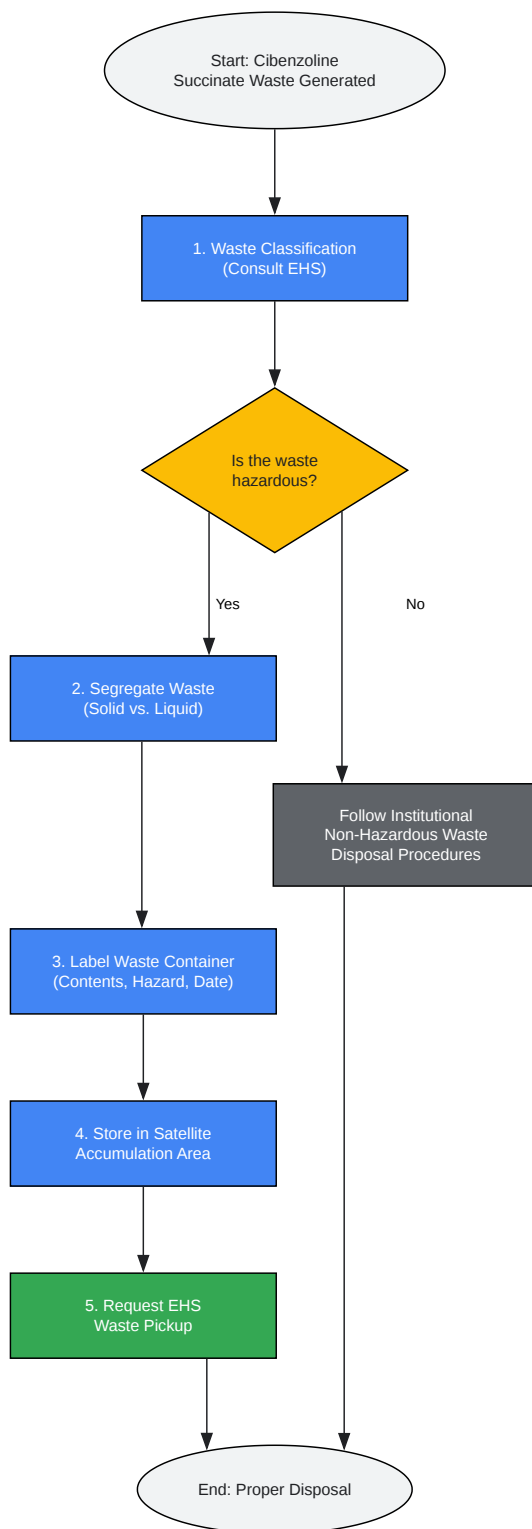 Start: Cibenzoline
Succinate Waste Generated
1. Waste Classification
(Consult EHS)
Is the waste
hazardous?
Yes
No
2. Segregate Waste
(Solid vs. Liquid)
Follow Institutional
Non-Hazardous Waste
Disposal Procedures
3. Label Waste Container
(Contents, Hazard, Date)
4. Store in Satellite
Accumulation Area
5. Request EHS
Waste Pickup
End: Proper Disposal